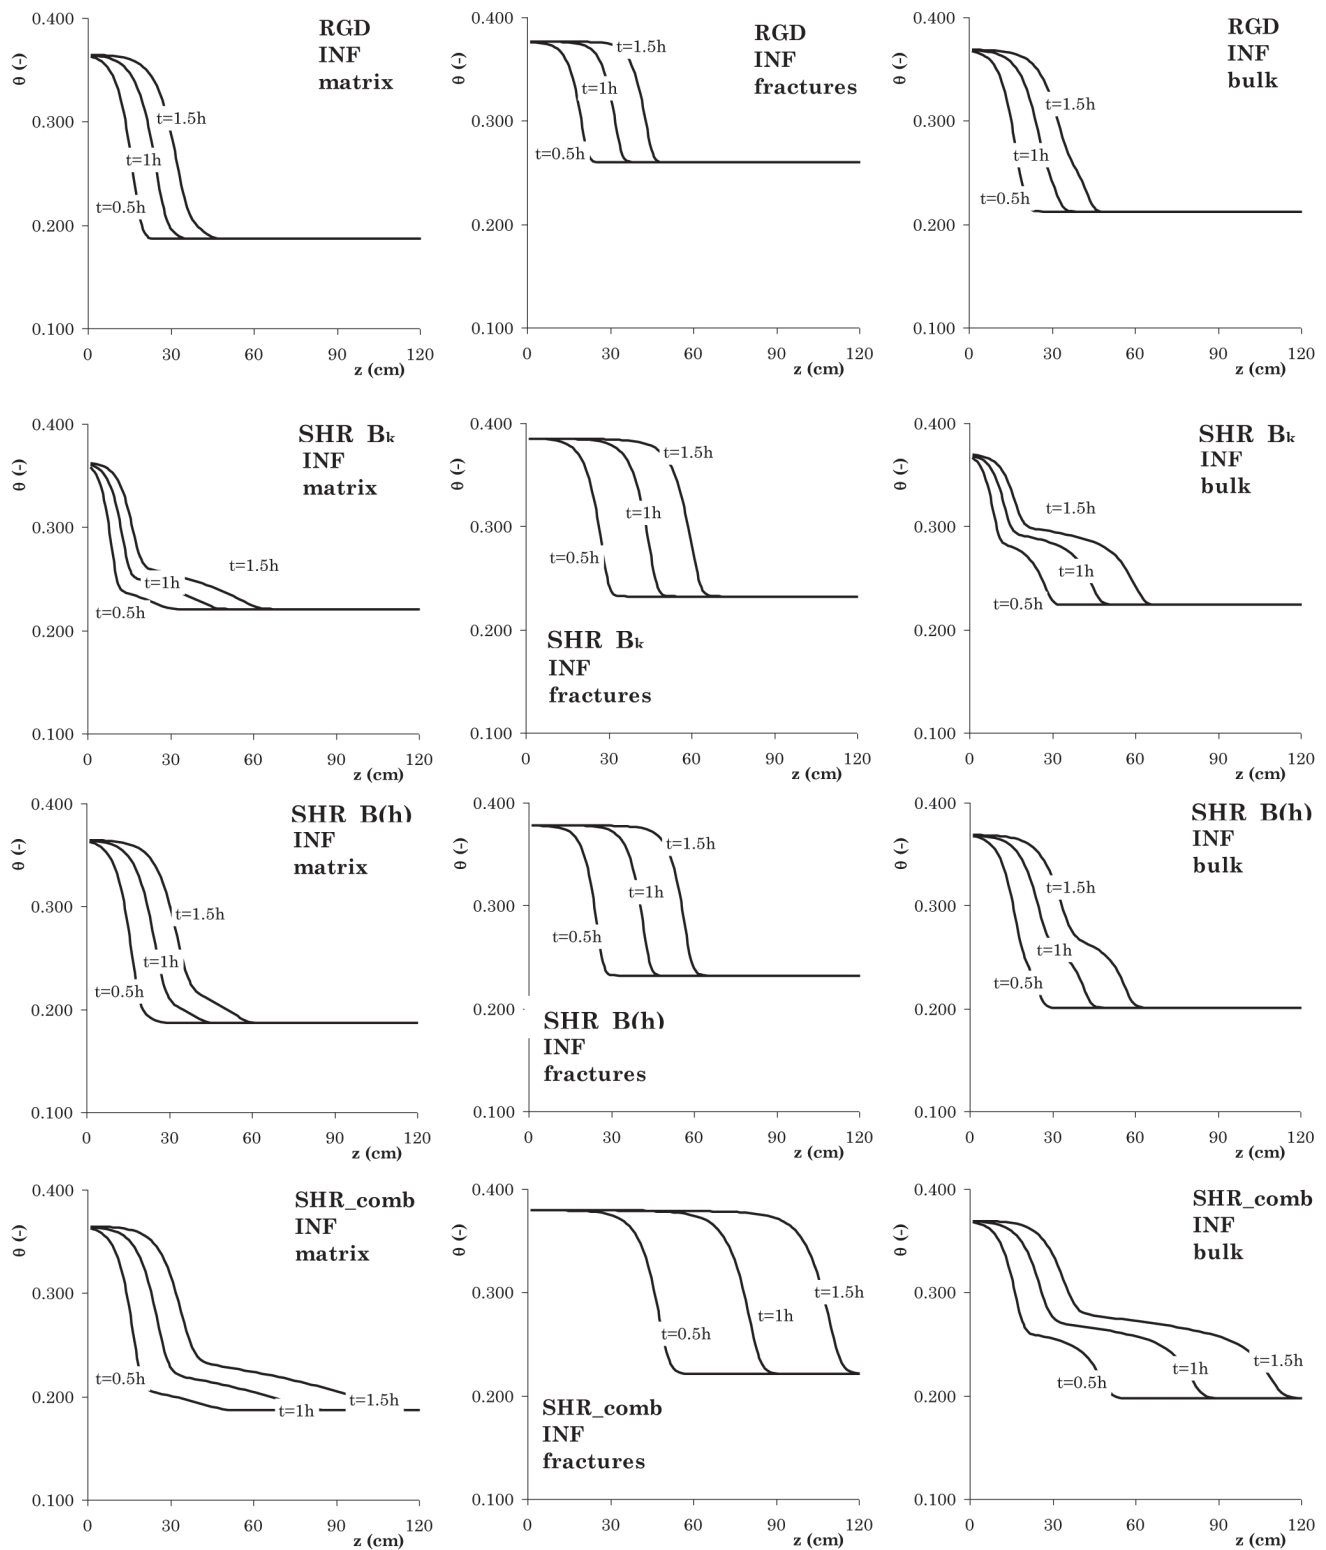 0.400
0.300
0.200
0.100
θ (-)
RGD
INF
matrix
t=1.5h
t=1h
t=0.5h
0 30 60 90 120
z (cm)
0.400
0.300
0.200
0.100
θ (-)
RGD
INF
fractures
t=1.5h
t=1h
t=0.5h
0 30 60 90 120
z (cm)
0.400
0.300
0.200
0.100
θ (-)
RGD
INF
bulk
t=1.5h
t=1h
t=0.5h
0 30 60 90 120
z (cm)
0.400
0.300
0.200
0.100
θ (-)
SHR Bk
INF
matrix
t=1.5h
t=1h
t=0.5h
0 30 60 90 120
z (cm)
0.400
0.300
0.200
0.100
θ (-)
t=1.5h
t=1h
t=0.5h
SHR Bk
INF
fractures
0 30 60 90 120
z (cm)
0.400
0.300
0.200
0.100
θ (-)
SHR Bk
INF
bulk
t=1.5h
t=1h
t=0.5h
0 30 60 90 120
z (cm)
0.400
0.300
0.200
0.100
θ (-)
SHR B(h)
INF
matrix
t=1.5h
t=1h
t=0.5h
0 30 60 90 120
z (cm)
0.400
0.300
0.200
0.100
θ (-)
t=1.5h
t=1h
t=0.5h
SHR B(h)
INF
fractures
0 30 60 90 120
z (cm)
0.400
0.300
0.200
0.100
θ (-)
SHR B(h)
INF
bulk
t=1.5h
t=1h
t=0.5h
0 30 60 90 120
z (cm)
0.400
0.300
0.200
0.100
θ (-)
SHR_comb
INF
matrix
t=0.5h
t=1h
t=1.5h
0 30 60 90 120
z (cm)
0.400
0.300
0.200
0.100
θ (-)
t=1.5h
t=1h
t=0.5h
SHR_comb
INF
fractures
0 30 60 90 120
z (cm)
0.400
0.300
0.200
0.100
θ (-)
SHR_comb
INF
bulk
t=1.5h
t=1h
t=0.5h
0 30 60 90 120
z (cm)